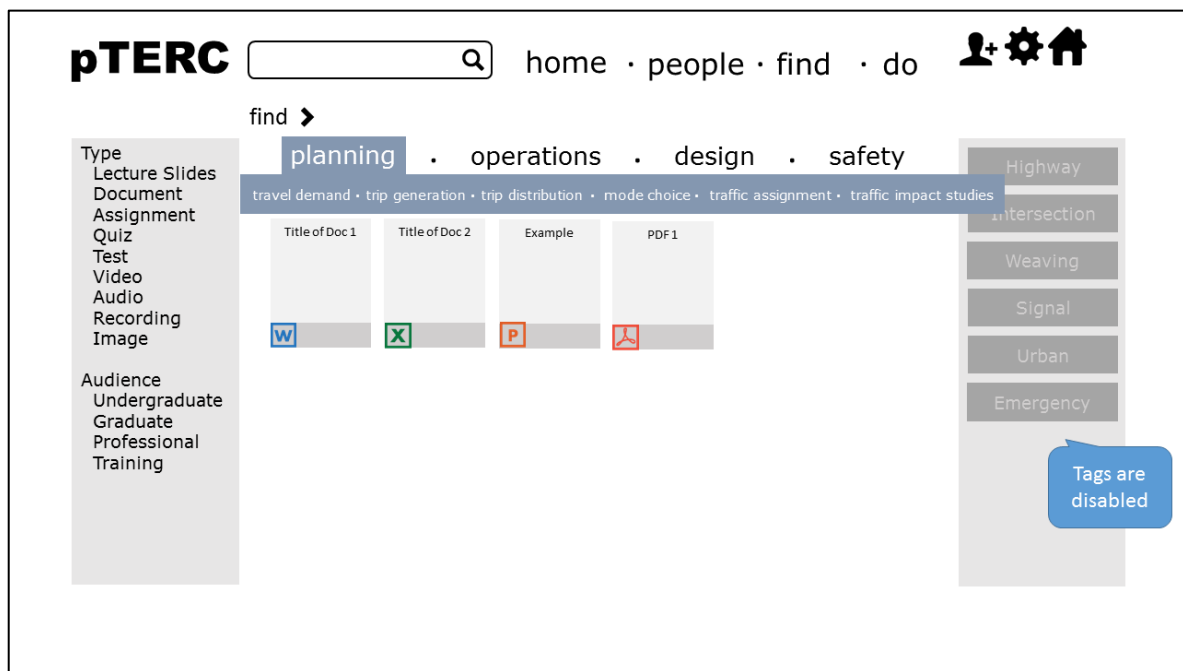 pTERC
home · people · find · do
find
planning · operations · design · safety
travel demand · trip generation · trip distribution · mode choice · traffic assignment · traffic impact studies
Type
Lecture Slides
Document
Assignment
Quiz
Test
Video
Audio
Recording
Image
Audience
Undergraduate
Graduate
Professional
Training
Title of Doc 1
Title of Doc 2
Example
PDF 1
W
X
P
Highway
Intersection
Weaving
Signal
Urban
Emergency
Tags are
disabled